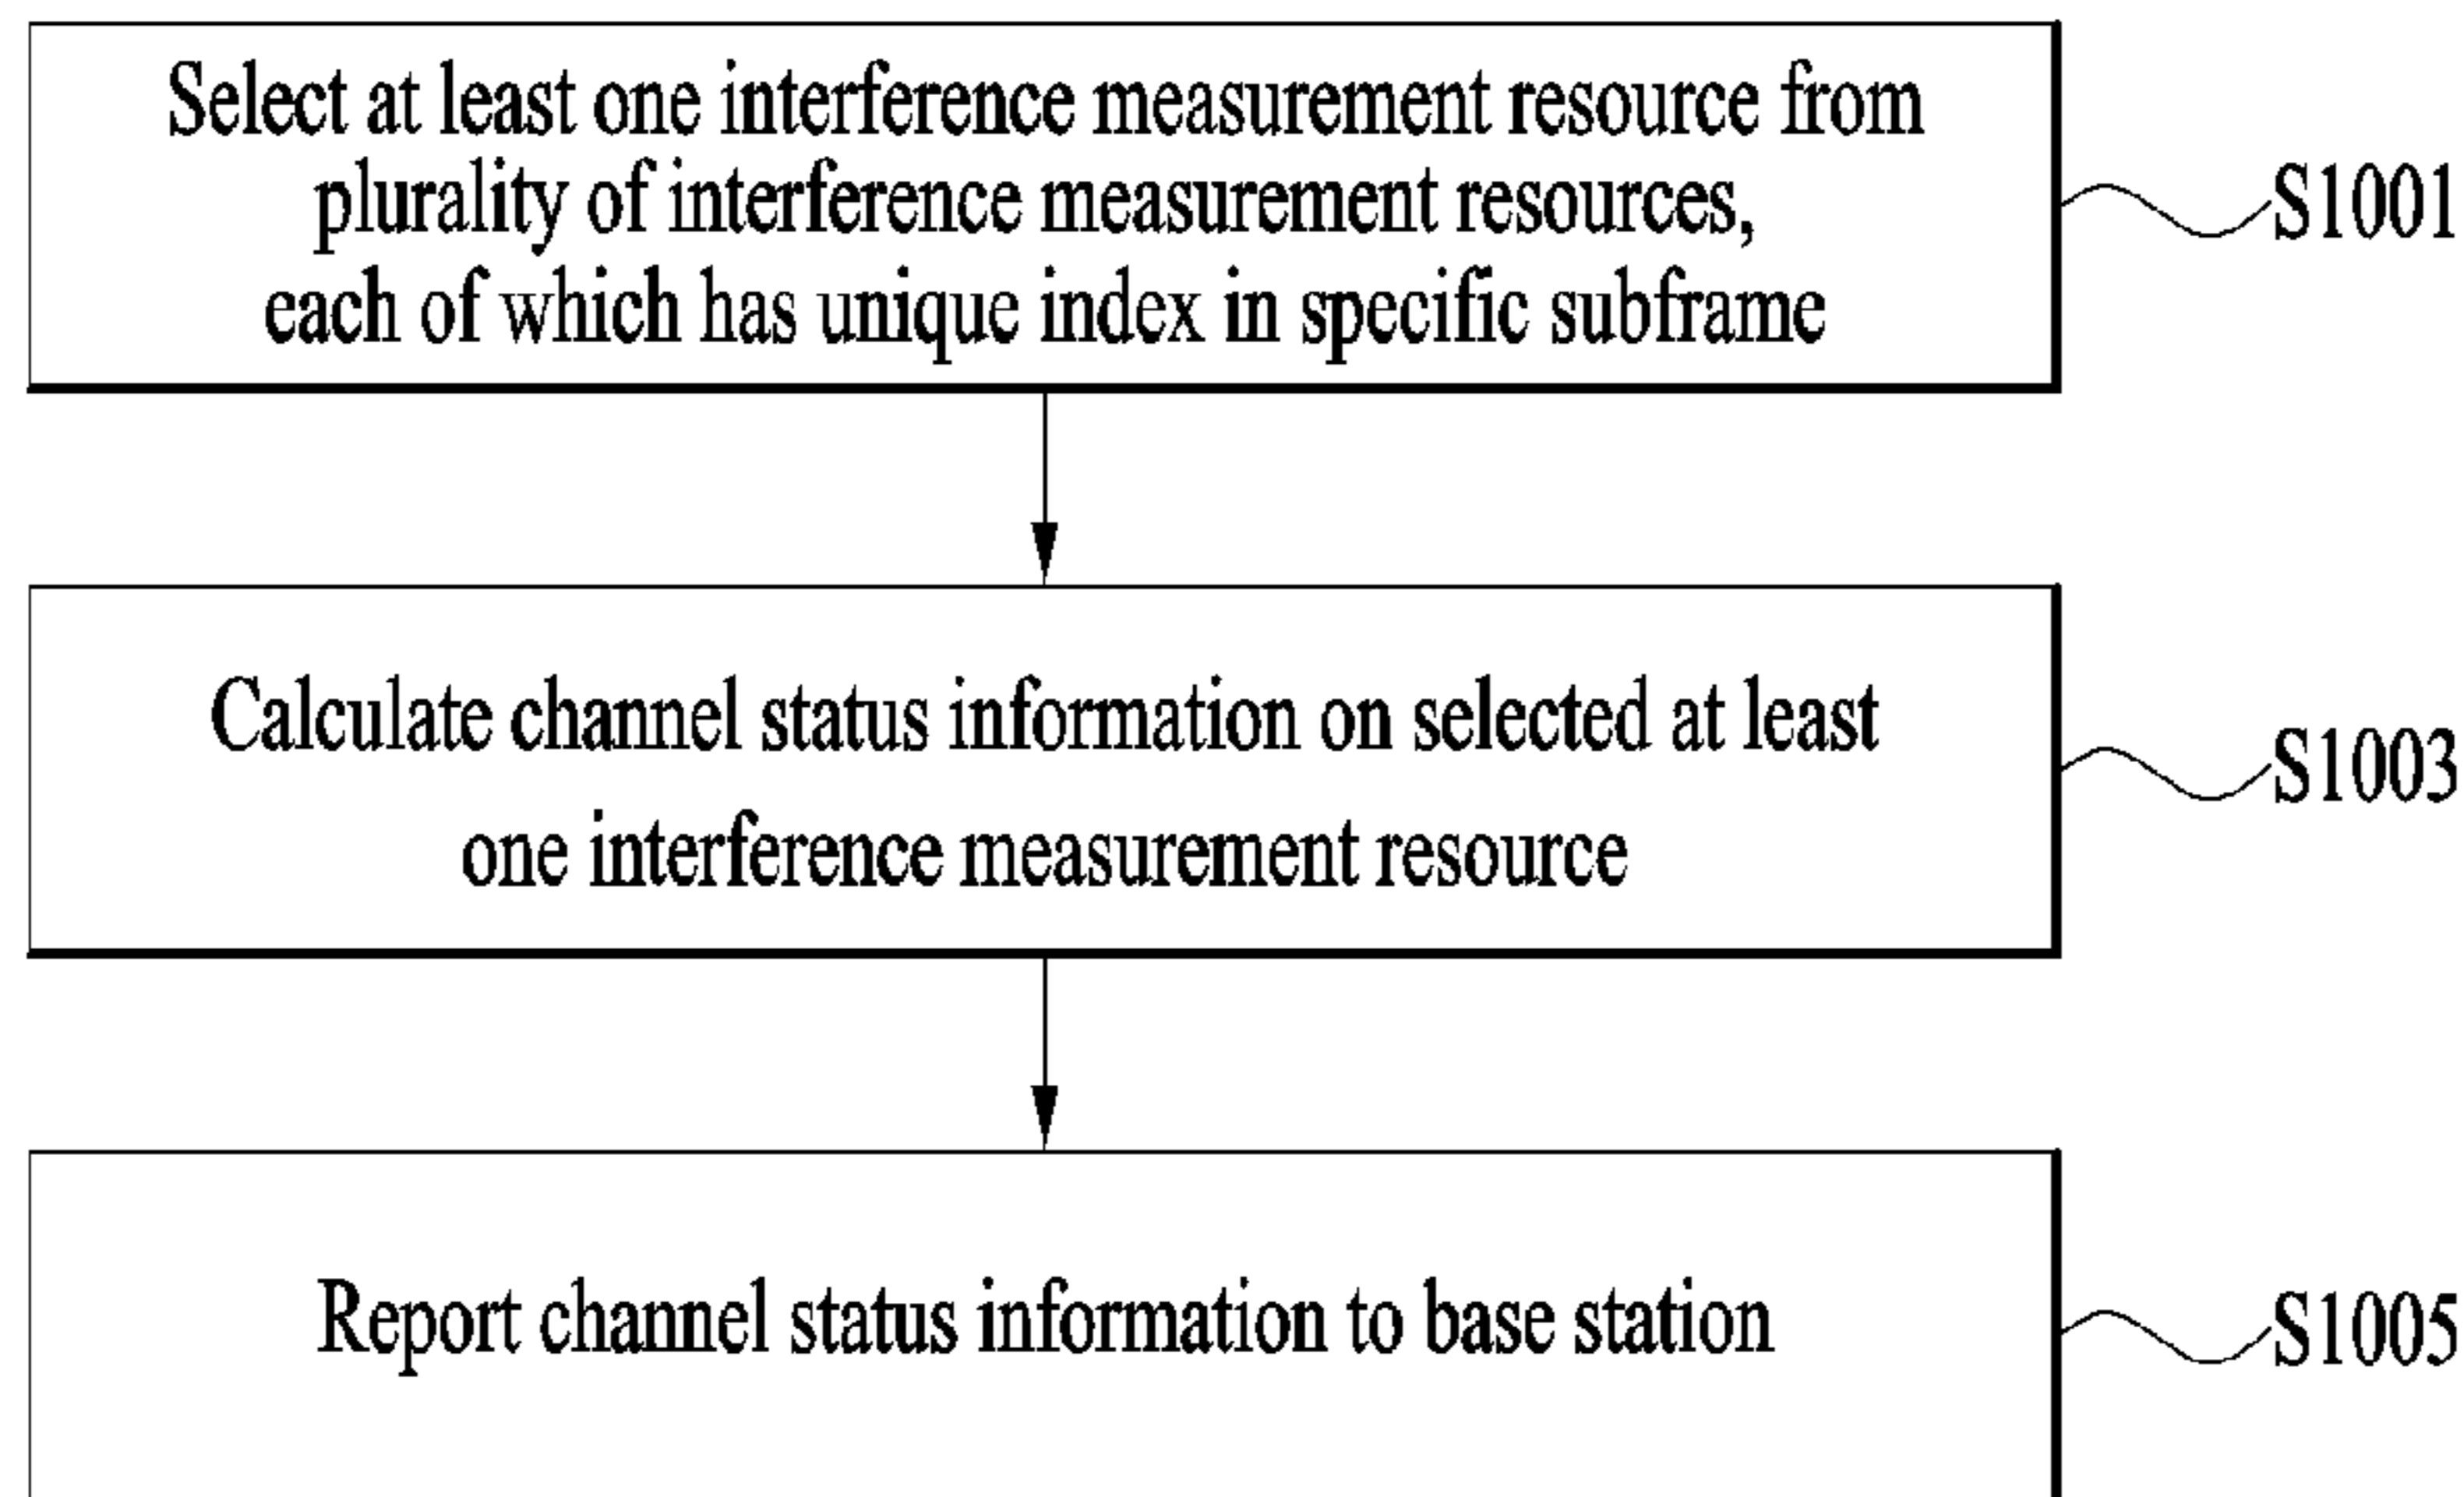 Select at least one interference measurement resource from
plurality of interference measurement resources,
each of which has unique index in specific subframe
S1001
Calculate channel status information on selected at least
one interference measurement resource
S1003
Report channel status information to base station
S1005